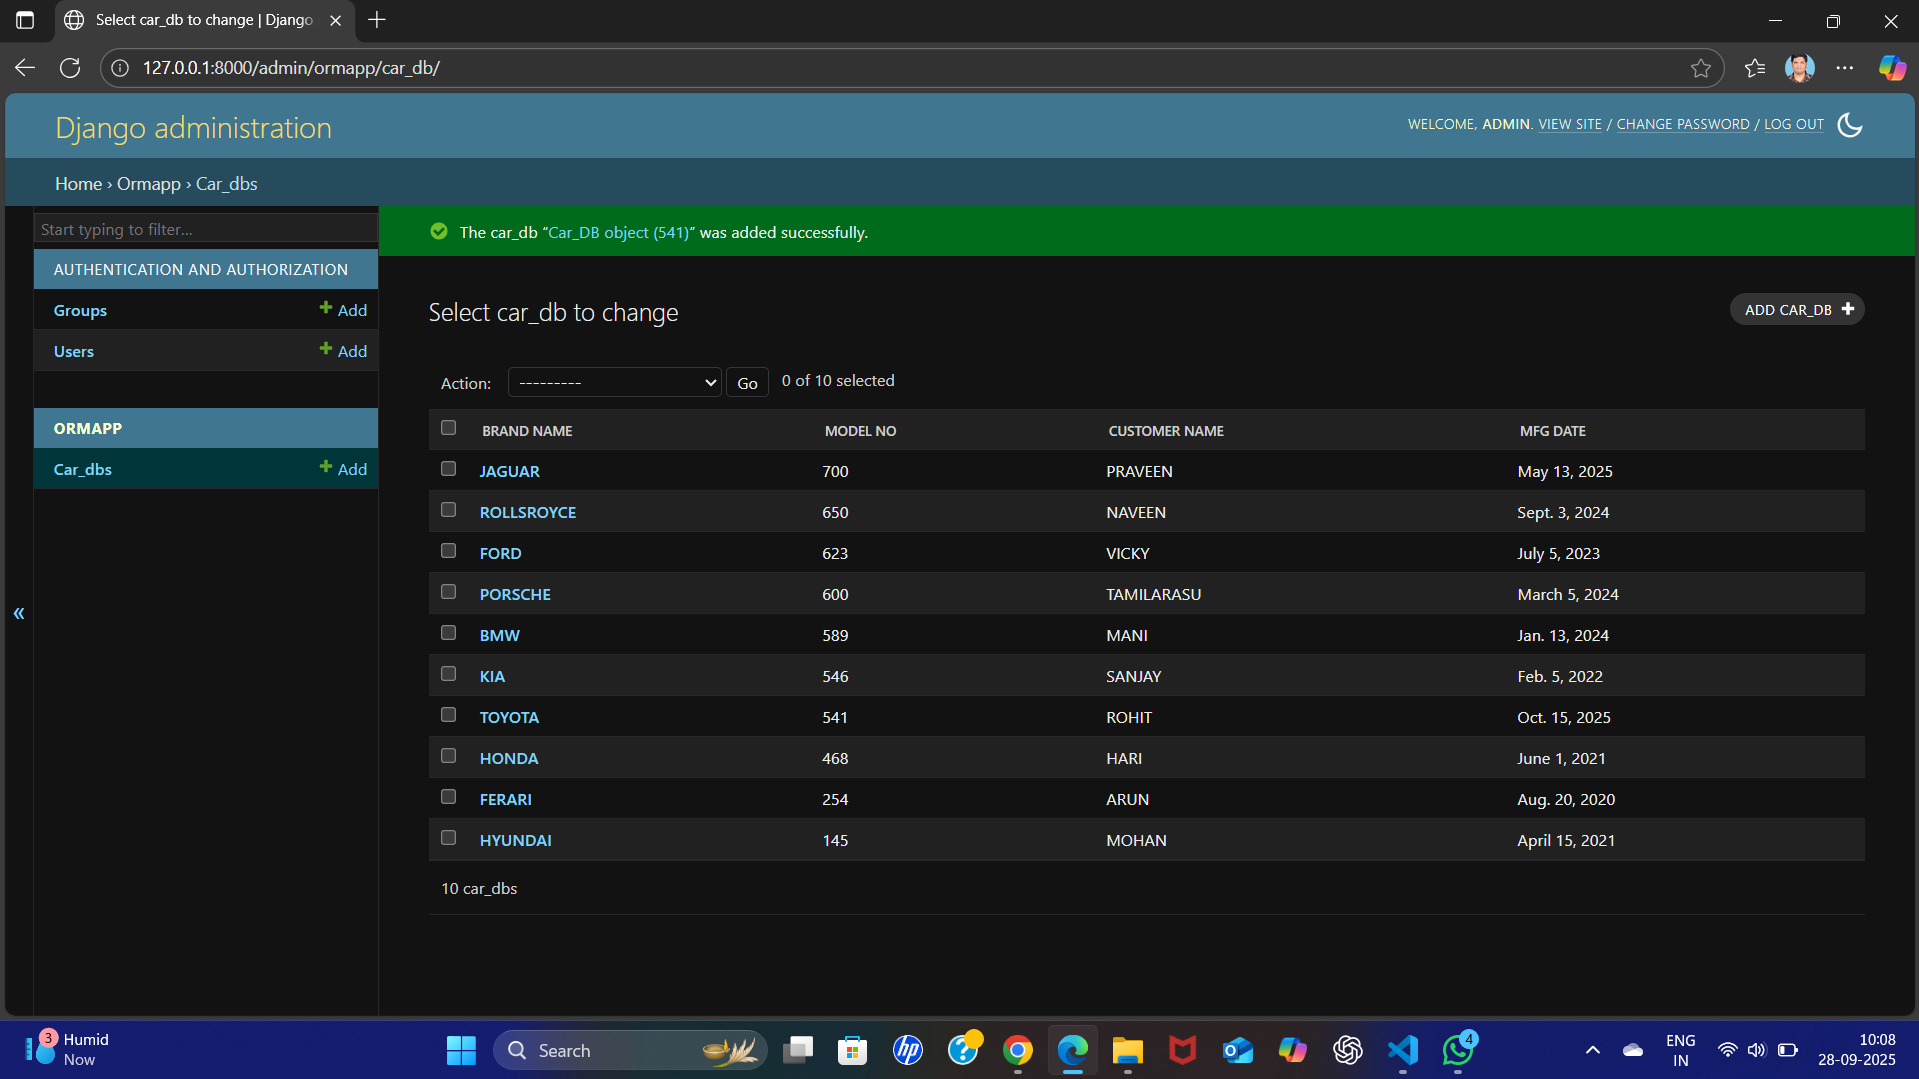 Select car_db to change | Django
127.0.0.1:8000/admin/ormapp/car_db/
Django administration
WELCOME, ADMIN. VIEW SITE / CHANGE PASSWORD / LOG OUT
Home › Ormapp › Car_dbs
Start typing to filter...
AUTHENTICATION AND AUTHORIZATION
Groups + Add
Users + Add
ORMAPP
Car_dbs + Add
«
The car_db “Car_DB object (541)” was added successfully.
Select car_db to change
ADD CAR_DB +
Action: --------- Go 0 of 10 selected
BRAND NAME MODEL NO CUSTOMER NAME MFG DATE
JAGUAR 700 PRAVEEN May 13, 2025
ROLLSROYCE 650 NAVEEN Sept. 3, 2024
FORD 623 VICKY July 5, 2023
PORSCHE 600 TAMILARASU March 5, 2024
BMW 589 MANI Jan. 13, 2024
KIA 546 SANJAY Feb. 5, 2022
TOYOTA 541 ROHIT Oct. 15, 2025
HONDA 468 HARI June 1, 2021
FERARI 254 ARUN Aug. 20, 2020
HYUNDAI 145 MOHAN April 15, 2021
10 car_dbs
3
Humid
Now
Search
hp
?
4
ENG
IN
10:08
28-09-2025